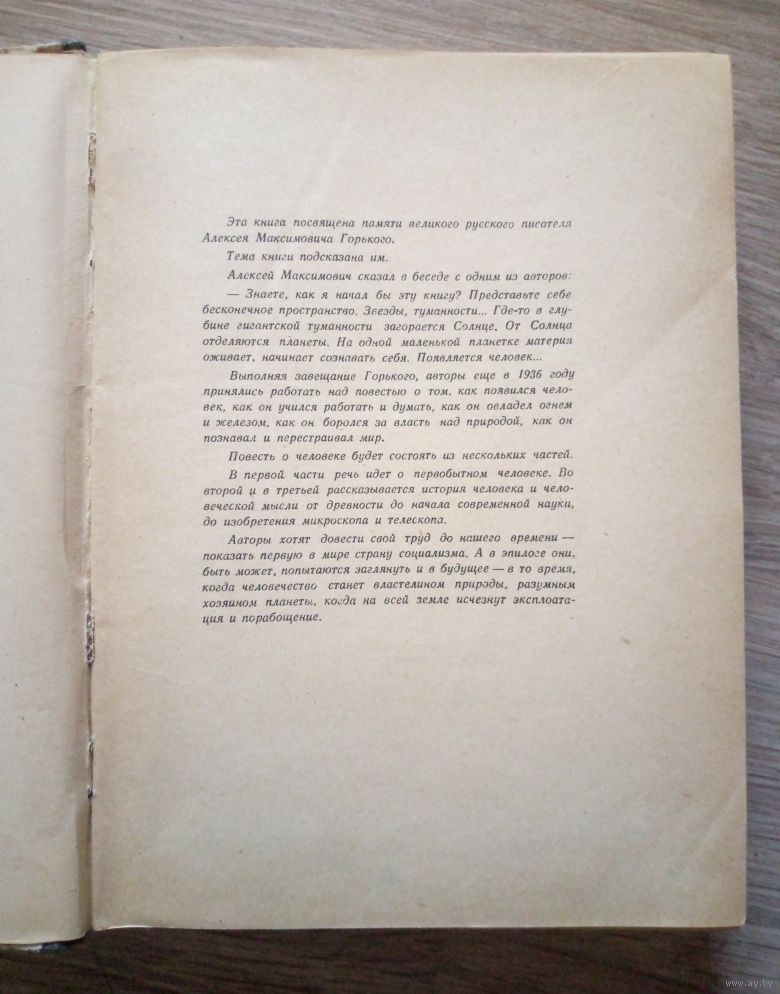 Эта книга посвящена памяти великого русского писателя
Алексея Максимовича Горького.
Тема книги подсказана им.
Алексей Максимович сказал в беседе с одним из авторов:
— Знаете, как я начал бы эту книгу? Представьте себе
бесконечное пространство. Звезды, туманности... Где-то в глу-
бине гигантской туманности загорается Солнце. От Солнца
отделяются планеты. На одной маленькой планетке материя
оживает, начинает сознавать себя. Появляется человек...
Выполняя завещание Горького, авторы еще в 1936 году
принялись работать над повестью о том, как появился чело-
век, как он учился работать и думать, как он овладел огнем
и железом, как он боролся за власть над природой, как он
познавал и перестраивал мир.
Повесть о человеке будет состоять из нескольких частей.
В первой части речь идет о первобытном человеке. Во
второй и в третьей рассказывается история человека и чело-
веческой мысли от древности до начала современной науки,
до изобретения микроскопа и телескопа.
Авторы хотят довести свой труд до нашего времени —
показать первую в мире страну социализма. А в эпилоге они,
быть может, попытаются заглянуть и в будущее — в то время,
когда человечество станет властелином природы, разумным
хозяином планеты, когда на всей земле исчезнут эксплоата-
ция и порабощение.
www.ay.by